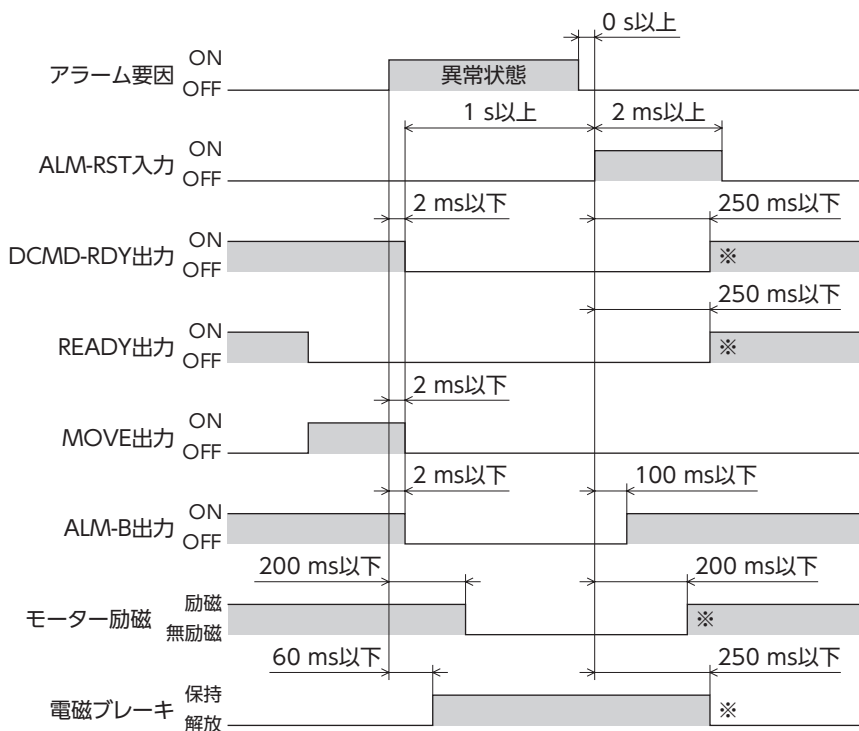 0 s以上
アラーム要因 ON OFF 異常状態
1 s以上 2 ms以上
ALM-RST入力 ON OFF
2 ms以下 250 ms以下
DCMD-RDY出力 ON OFF ※
250 ms以下
READY出力 ON OFF ※
2 ms以下
MOVE出力 ON OFF
2 ms以下 100 ms以下
ALM-B出力 ON OFF
200 ms以下 200 ms以下
モーター励磁 励磁 無励磁 ※
60 ms以下 250 ms以下
電磁ブレーキ 保持 解放 ※